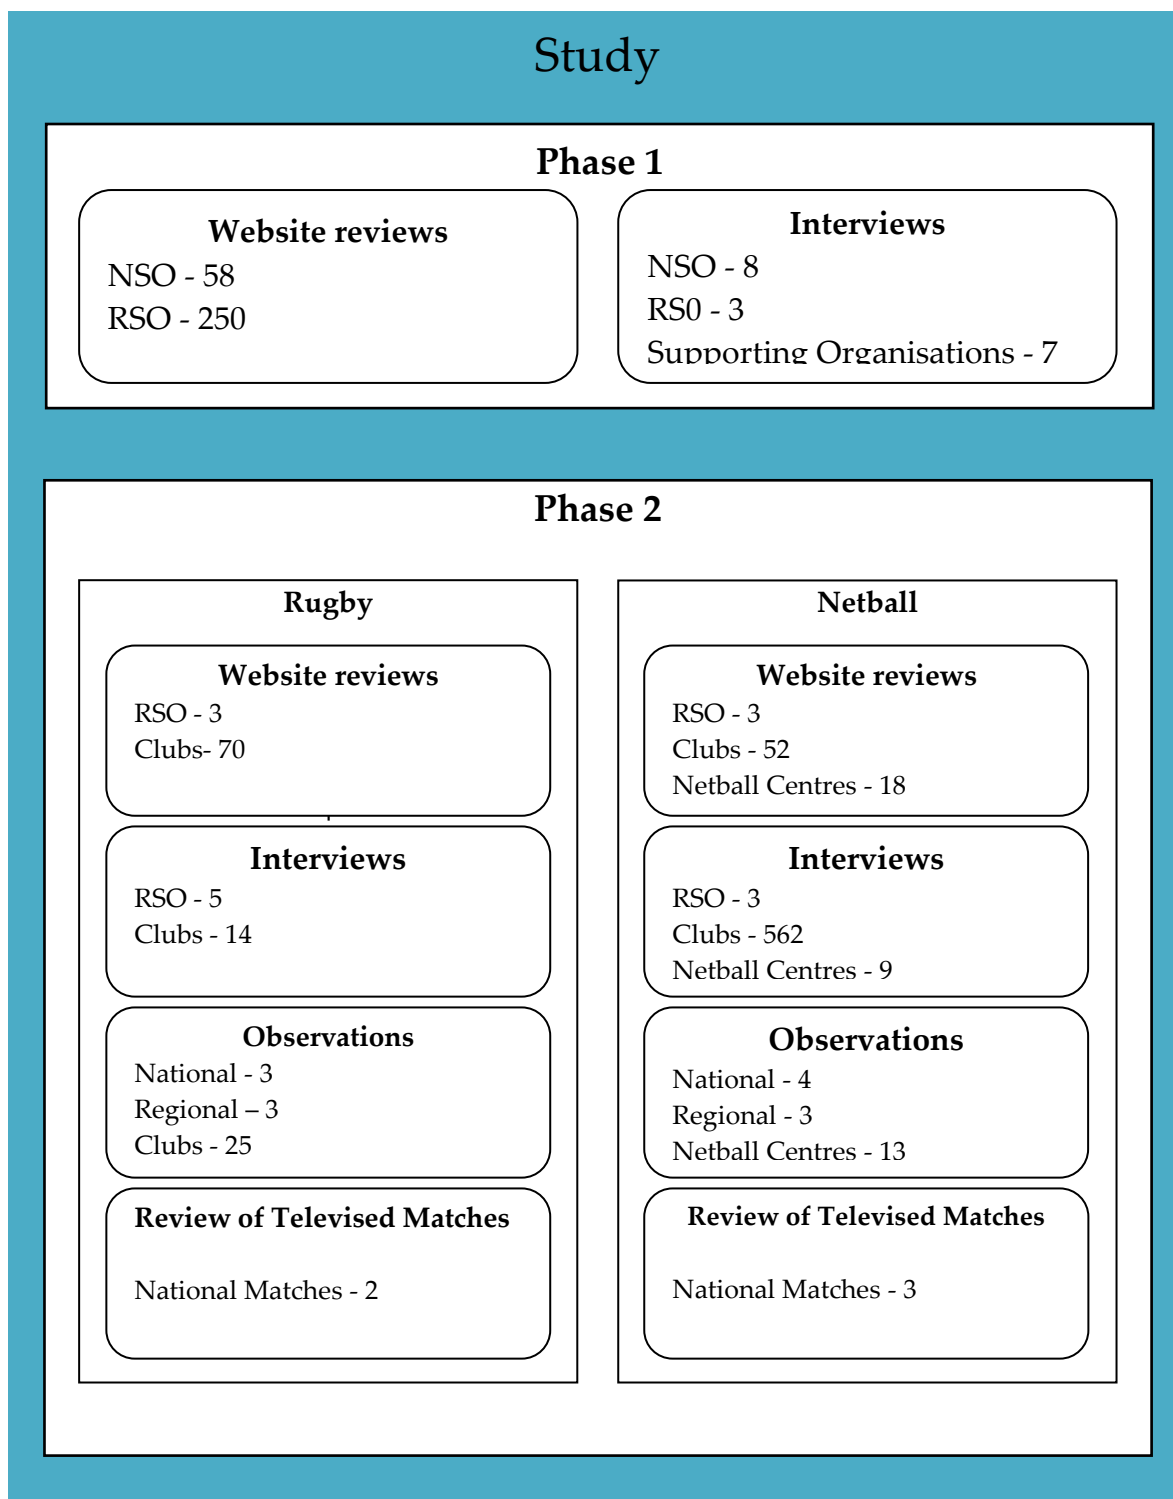 Study
Phase 1
Website reviews
NSO - 58
RSO - 250
Interviews
NSO - 8
RS0 - 3
Supporting Organisations - 7
Phase 2
Rugby
Website reviews
RSO - 3
Clubs- 70
Interviews
RSO - 5
Clubs - 14
Observations
National - 3
Regional – 3
Clubs - 25
Review of Televised Matches
National Matches - 2
Netball
Website reviews
RSO - 3
Clubs - 52
Netball Centres - 18
Interviews
RSO - 3
Clubs - 562
Netball Centres - 9
Observations
National - 4
Regional - 3
Netball Centres - 13
Review of Televised Matches
National Matches - 3